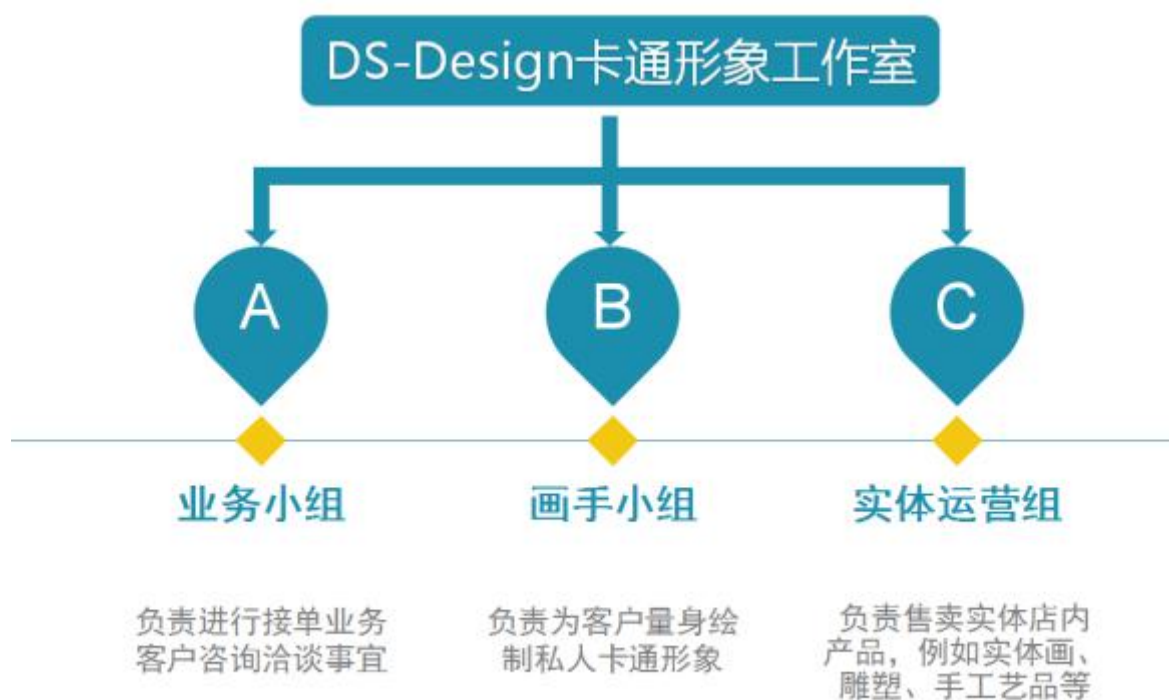 DS-Design卡通形象工作室
A
B
C
业务小组
画手小组
实体运营组
负责进行接单业务
客户咨询洽谈事宜
负责为客户量身绘
制私人卡通形象
负责售卖实体店内
产品，例如实体画、
雕塑、手工艺品等